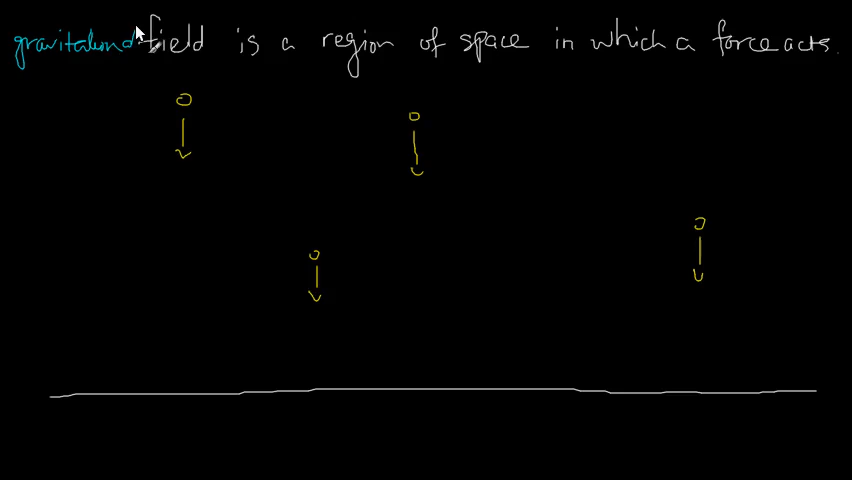 gravitational field is a region of space in which a force acts.